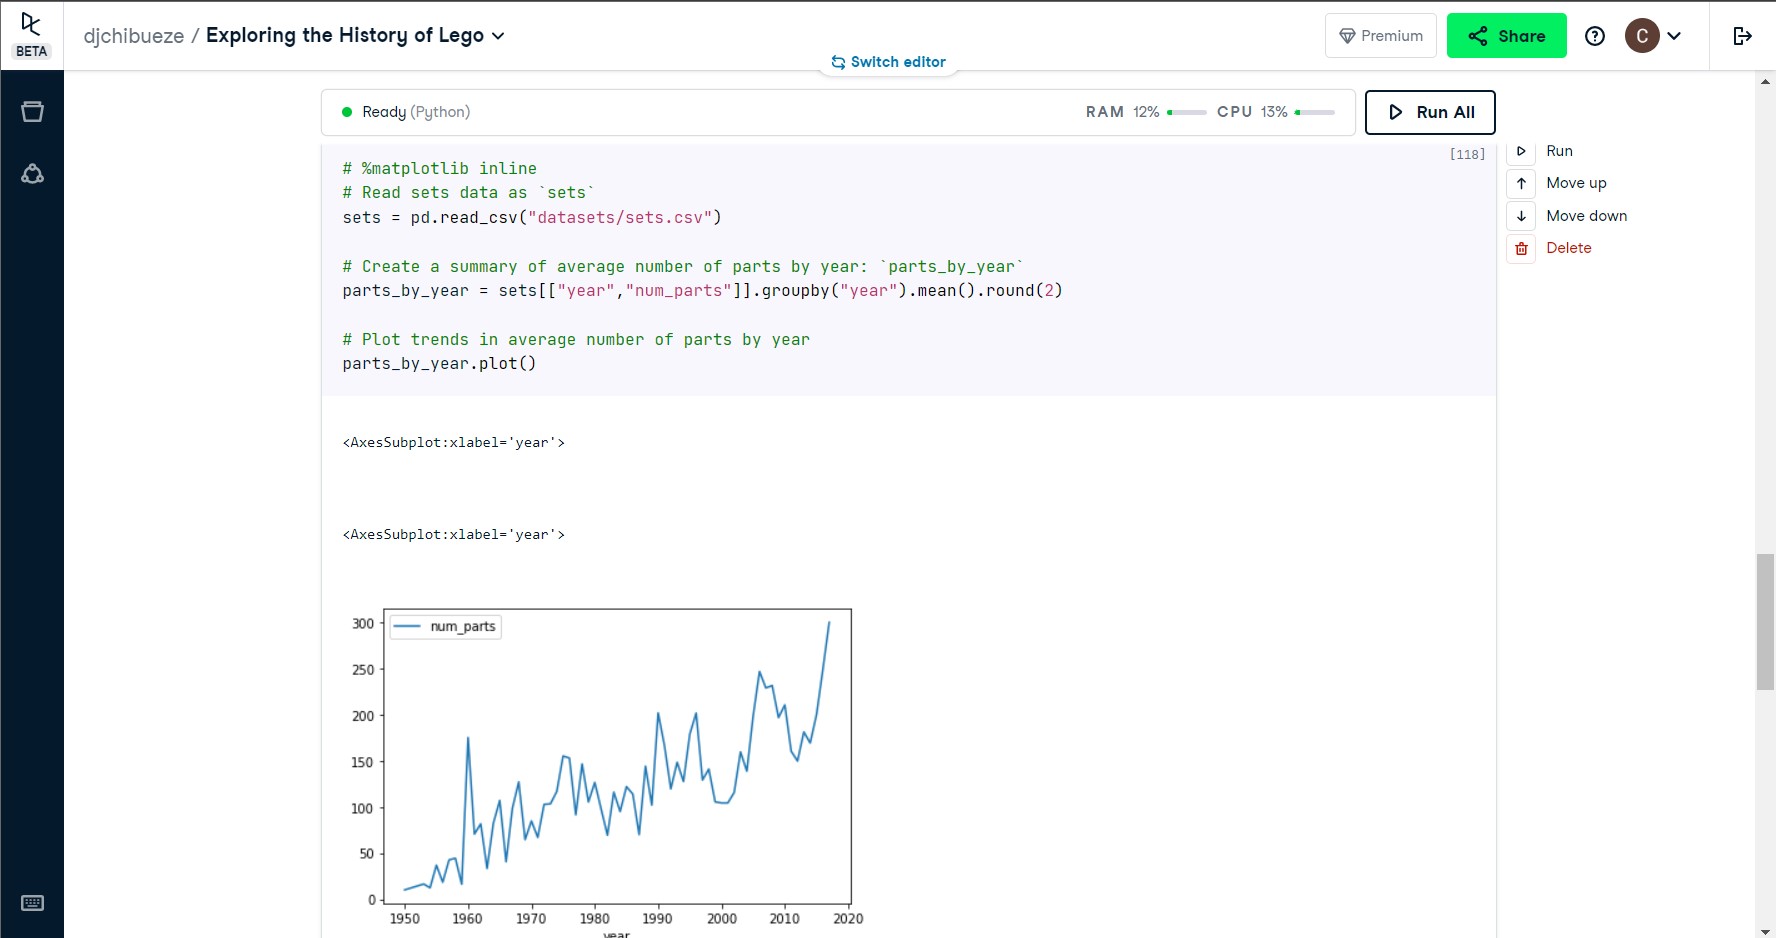 BETA
djchibueze / Exploring the History of Lego
Premium
Share
C
Switch editor
Ready (Python)
RAM 12%
CPU 13%
Run All
[118]
# %matplotlib inline
# Read sets data as `sets`
sets = pd.read_csv("datasets/sets.csv")
# Create a summary of average number of parts by year: `parts_by_year`
parts_by_year = sets[["year","num_parts"]].groupby("year").mean().round(2)
# Plot trends in average number of parts by year
parts_by_year.plot()
Run
Move up
Move down
Delete
<AxesSubplot:xlabel='year'>
<AxesSubplot:xlabel='year'>
num_parts
300
250
200
150
100
50
0
1950 1960 1970 1980 1990 2000 2010 2020
year